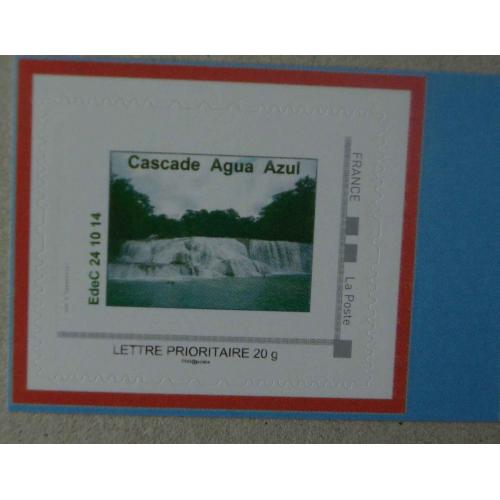 Cascade Agua Azul
EdeC 24 10 14
FRANCE
La Poste
LETTRE PRIORITAIRE 20 g